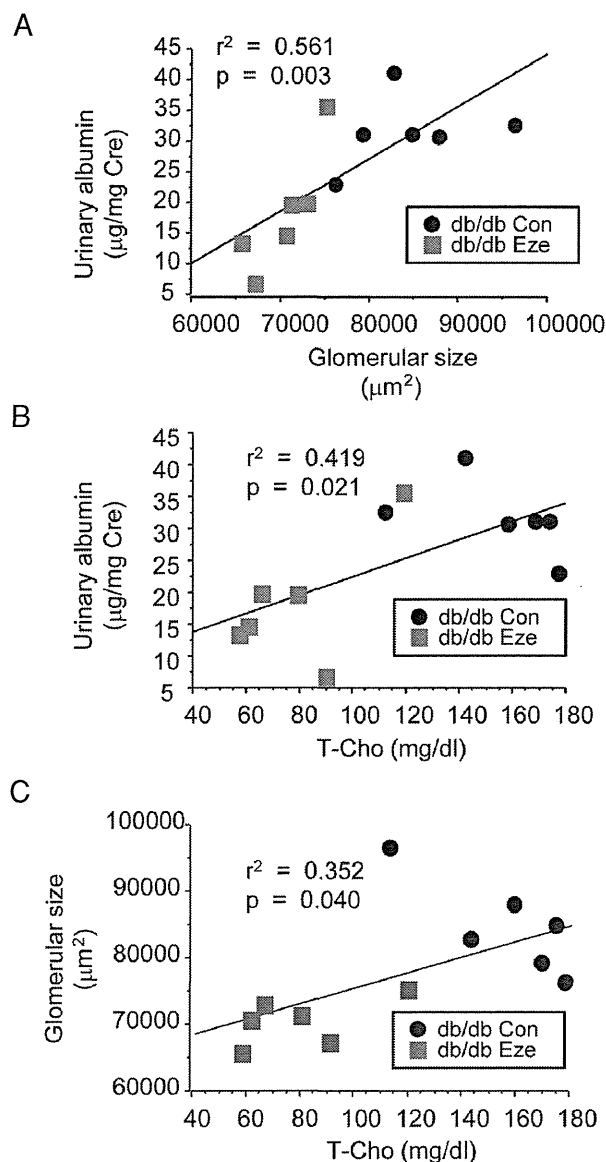 A
r² = 0.561
p = 0.003
45
40
35
30
25
20
15
10
5
Urinary albumin
(μg/mg Cre)
db/db Con
db/db Eze
60000 70000 80000 90000 100000
Glomerular size
(μm²)
B
r² = 0.419
p = 0.021
45
40
35
30
25
20
15
10
5
Urinary albumin
(μg/mg Cre)
db/db Con
db/db Eze
40 60 80 100 120 140 160 180
T-Cho (mg/dl)
C
r² = 0.352
p = 0.040
100000
90000
80000
70000
60000
Glomerular size
(μm²)
db/db Con
db/db Eze
40 60 80 100 120 140 160 180
T-Cho (mg/dl)